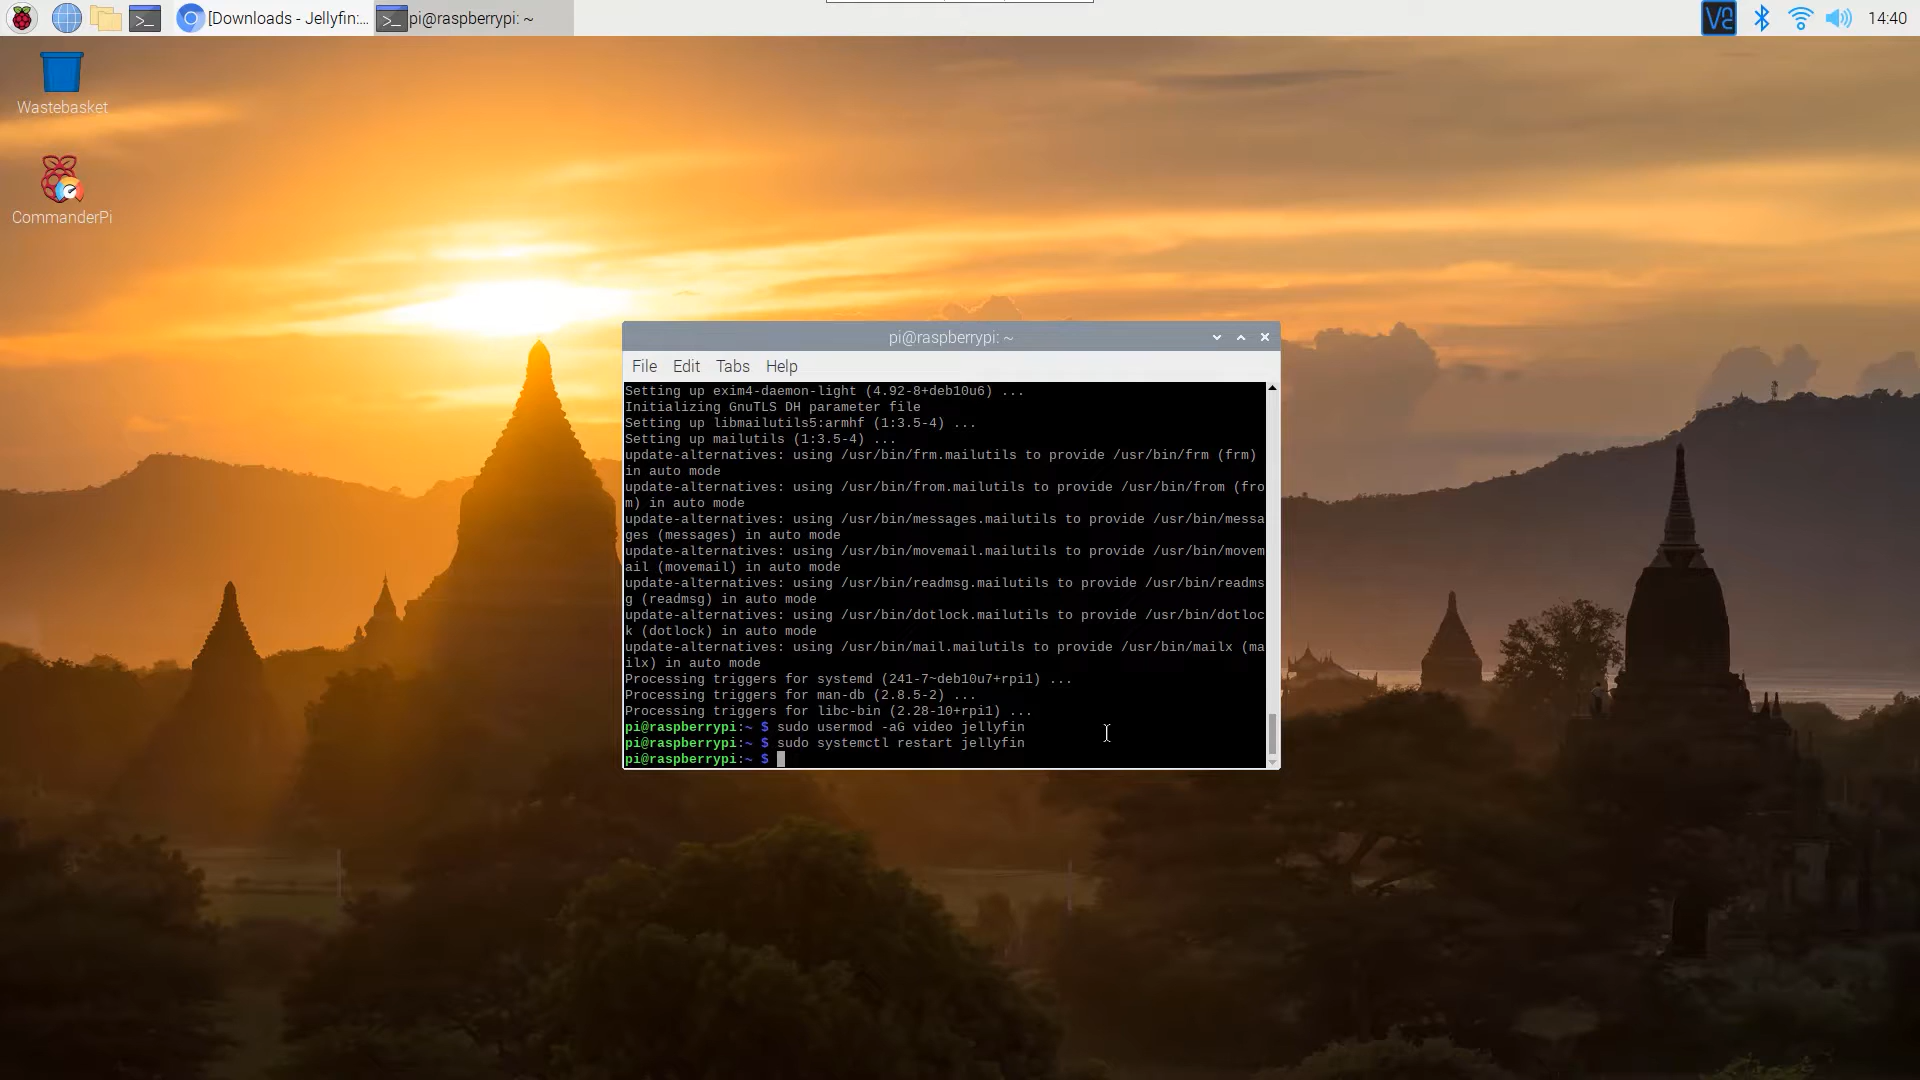 [Downloads - Jellyfin:...
pi@raspberrypi: ~
14:40
Wastebasket
CommanderPi
pi@raspberrypi: ~
File Edit Tabs Help
Setting up exim4-daemon-light (4.92-8+deb10u6) ...
Initializing GnuTLS DH parameter file
Setting up libmailutils5:armhf (1:3.5-4) ...
Setting up mailutils (1:3.5-4) ...
update-alternatives: using /usr/bin/frm.mailutils to provide /usr/bin/frm (frm)
in auto mode
update-alternatives: using /usr/bin/from.mailutils to provide /usr/bin/from (fro
m) in auto mode
update-alternatives: using /usr/bin/messages.mailutils to provide /usr/bin/messa
ges (messages) in auto mode
update-alternatives: using /usr/bin/movemail.mailutils to provide /usr/bin/movem
ail (movemail) in auto mode
update-alternatives: using /usr/bin/readmsg.mailutils to provide /usr/bin/readms
g (readmsg) in auto mode
update-alternatives: using /usr/bin/dotlock.mailutils to provide /usr/bin/dotloc
k (dotlock) in auto mode
update-alternatives: using /usr/bin/mail.mailutils to provide /usr/bin/mailx (ma
ilx) in auto mode
Processing triggers for systemd (241-7~deb10u7+rpi1) ...
Processing triggers for man-db (2.8.5-2) ...
Processing triggers for libc-bin (2.28-10+rpi1) ...
pi@raspberrypi:~ $ sudo usermod -aG video jellyfin
pi@raspberrypi:~ $ sudo systemctl restart jellyfin
pi@raspberrypi:~ $